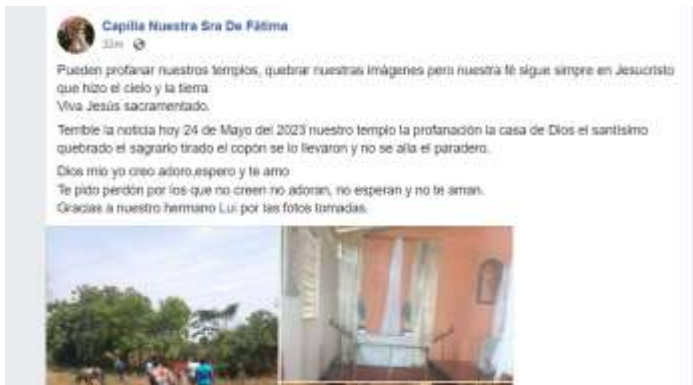 Capilla Nuestra Sra De Fátima
32m
Pueden profanar nuestros templos, quebrar nuestras imágenes pero nuestra fé sigue simpre en Jesucristo
que hizo el cielo y la tierra
Viva Jesús sacramentado.
Terrible la noticia hoy 24 de Mayo del 2023 nuestro templo la profanación la casa de Dios el santísimo
quebrado el sagrario tirado el copón se lo llevaron y no se alla el paradero.
Dios mio yo creo adoro,espero y te amo
Te pido perdón por los que no creen no adoran, no esperan y no te aman.
Gracias a nuestro hermano Lui por las fotos tomadas.